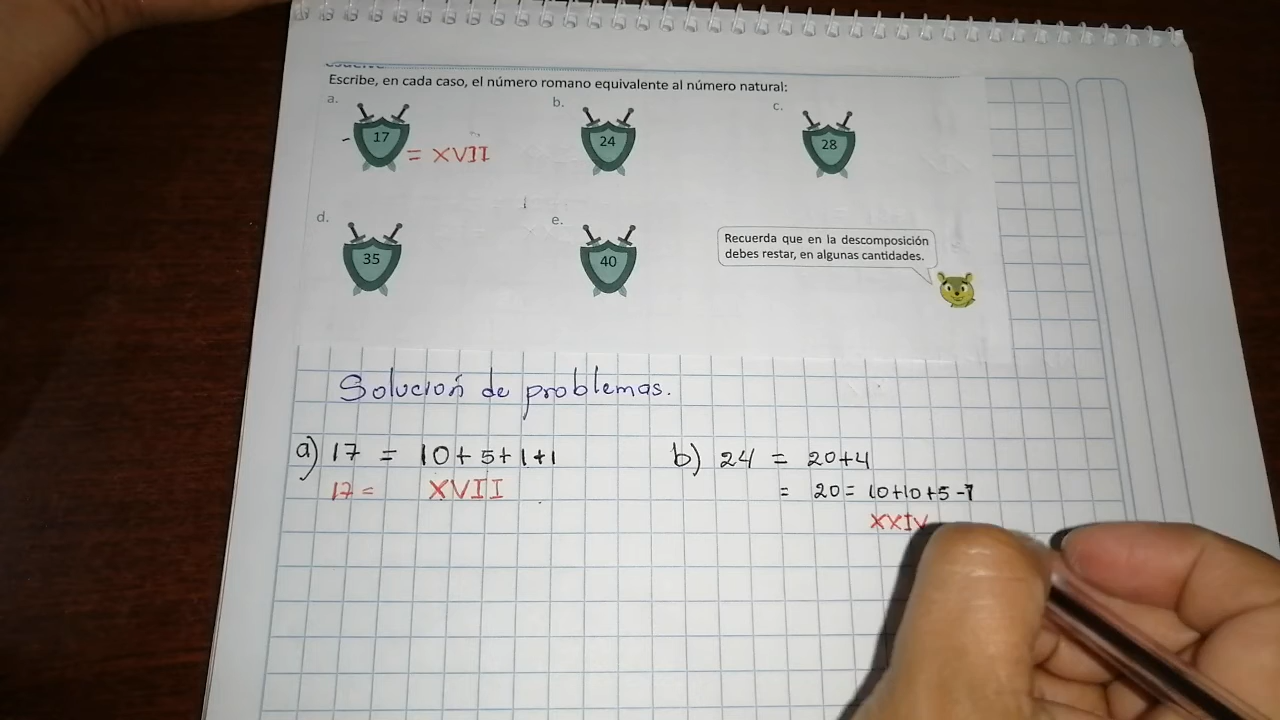 Escribe, en cada caso, el número romano equivalente al número natural:
a. 17 = XVII
b. 24
c. 28
d. 35
e. 40
Recuerda que en la descomposición
debes restar, en algunas cantidades.
Solución de problemas.
a) 17 = 10+5+1+1
17 = XVII
b) 24 = 20+4
= 20 = 10+10+5-1
XXIV